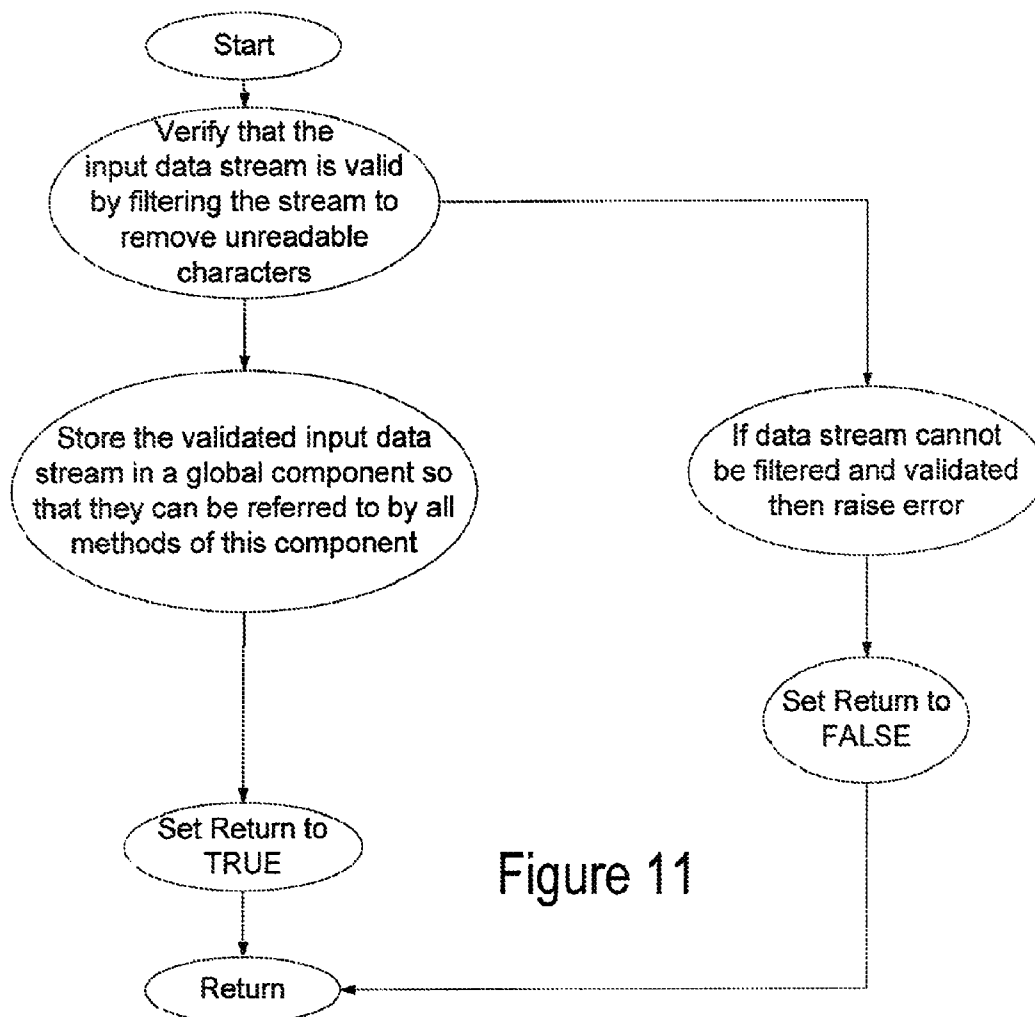 Start
Verify that the
input data stream is valid
by filtering the stream to
remove unreadable
characters
Store the validated input data
stream in a global component so
that they can be referred to by all
methods of this component
If data stream cannot
be filtered and validated
then raise error
Set Return to
FALSE
Set Return to
TRUE
Figure 11
Return